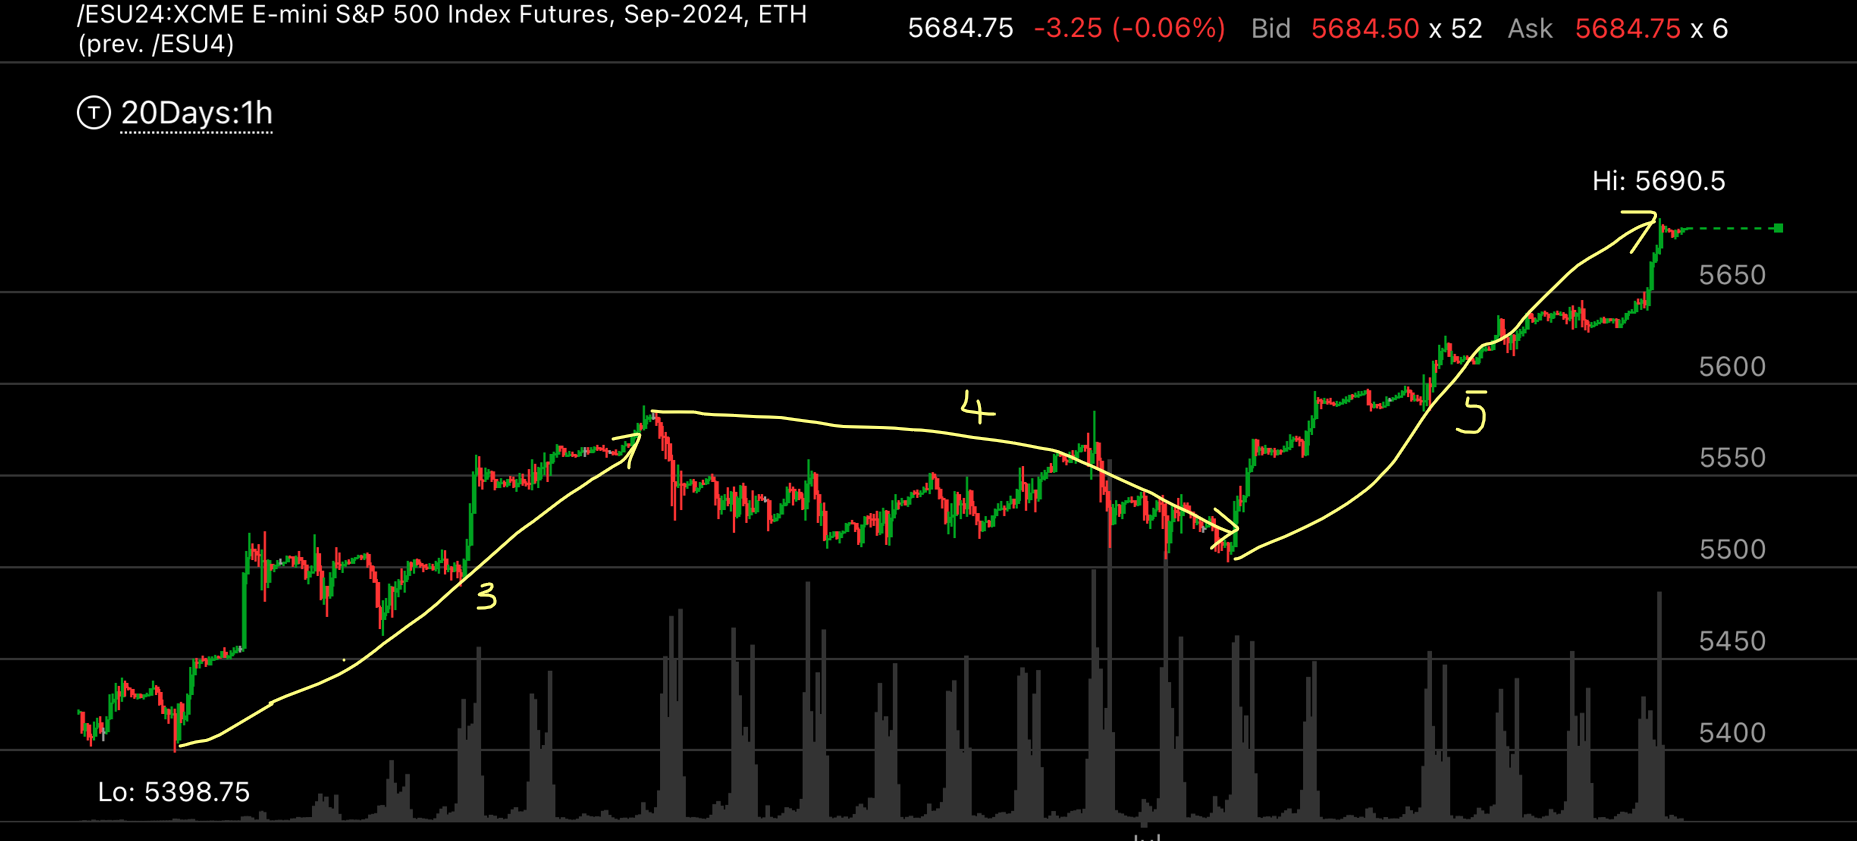 /ESU24:XCME E-mini S&P 500 Index Futures, Sep-2024, ETH
(prev. /ESU4)
5684.75 -3.25 (-0.06%) Bid 5684.50 x 52 Ask 5684.75 x 6
T 20Days:1h
Hi: 5690.5
5650
5600
4
5
5550
5500
3
5450
5400
Lo: 5398.75